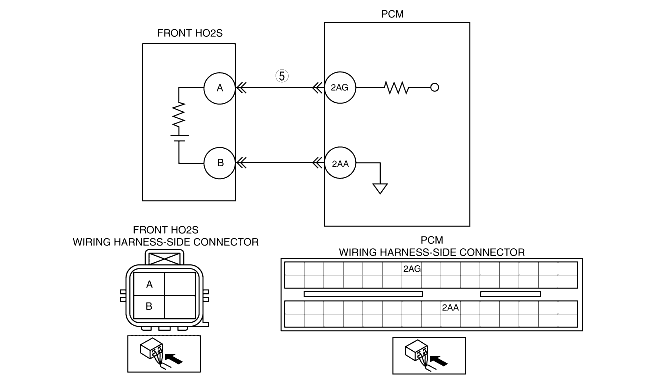 PCM
FRONT HO2S
5
A
2AG
B
2AA
FRONT HO2S
WIRING HARNESS-SIDE CONNECTOR
PCM
WIRING HARNESS-SIDE CONNECTOR
A
B
2AG
2AA